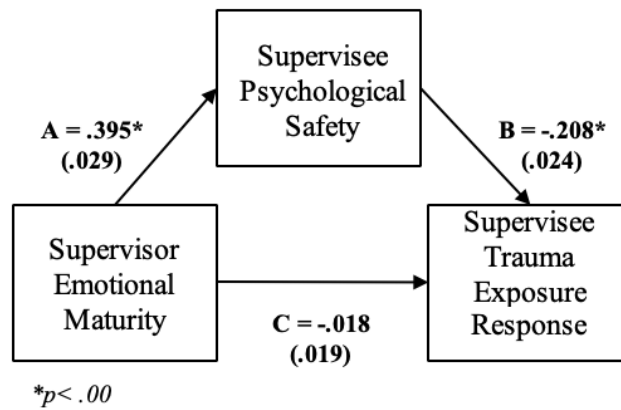 Supervisee
Psychological
Safety
A = .395*
(.029)
B = -.208*
(.024)
Supervisor
Emotional
Maturity
Supervisee
Trauma
Exposure
Response
C = -.018
(.019)
*p< .00